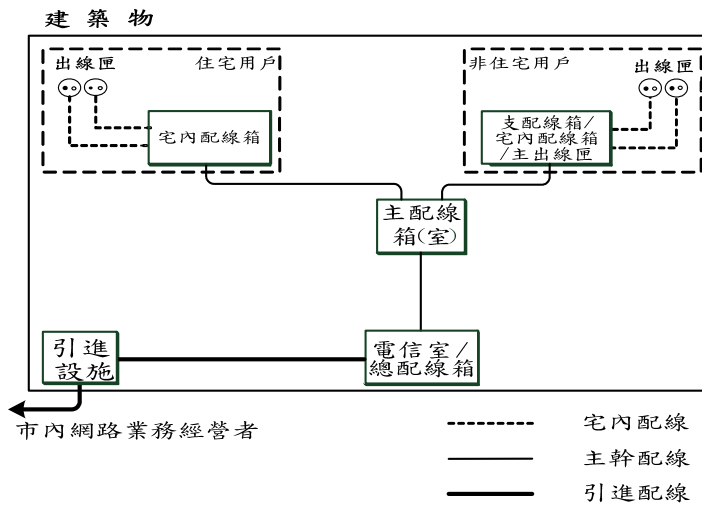 建築物
出線匣
住宅用戶
宅內配線箱
非住宅用戶
出線匣
支配線箱/
宅內配線箱
/主出線匣
主配線
箱(室)
引進
設施
電信室/
總配線箱
市內網路業務經營者
宅內配線
主幹配線
引進配線